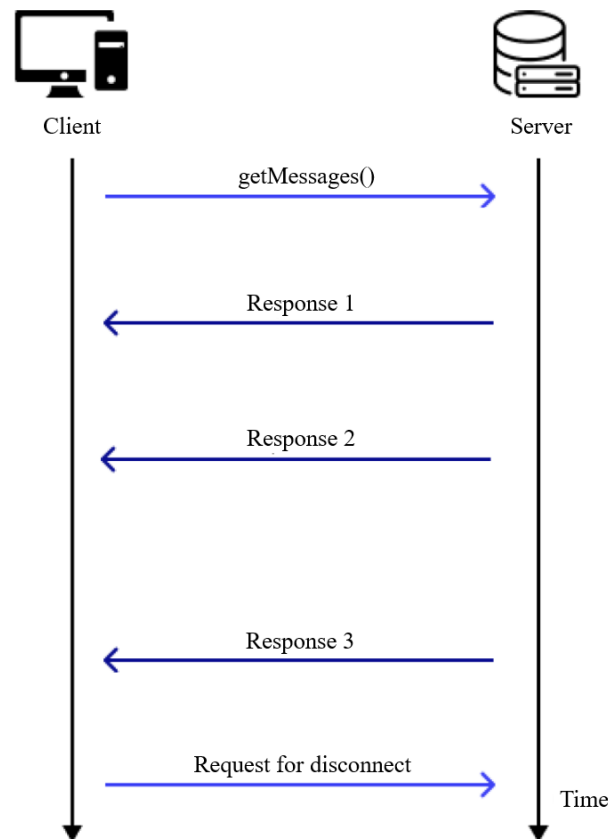 Client
Server
getMessages()
Response 1
Response 2
Response 3
Request for disconnect
Time